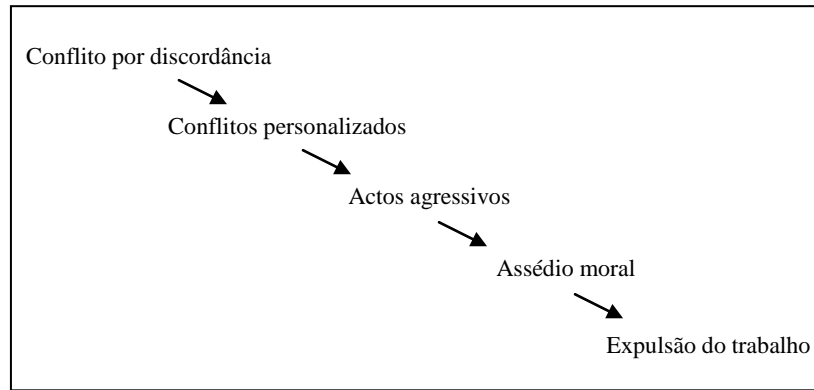 Conflito por discordância
Conflitos personalizados
Actos agressivos
Assédio moral
Expulsão do trabalho